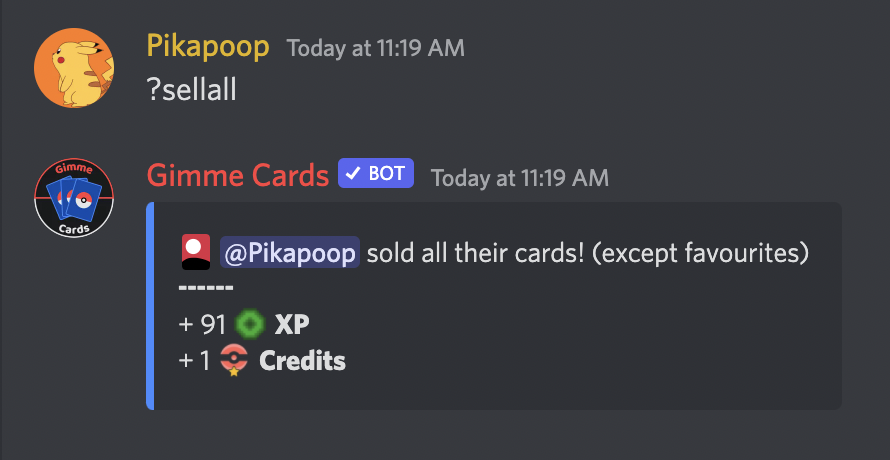 Pikapoop Today at 11:19 AM
?sellall
Gimme
Cards
Gimme Cards ✓ BOT Today at 11:19 AM
@Pikapoop sold all their cards! (except favourites)
------
+ 91 XP
+ 1 Credits